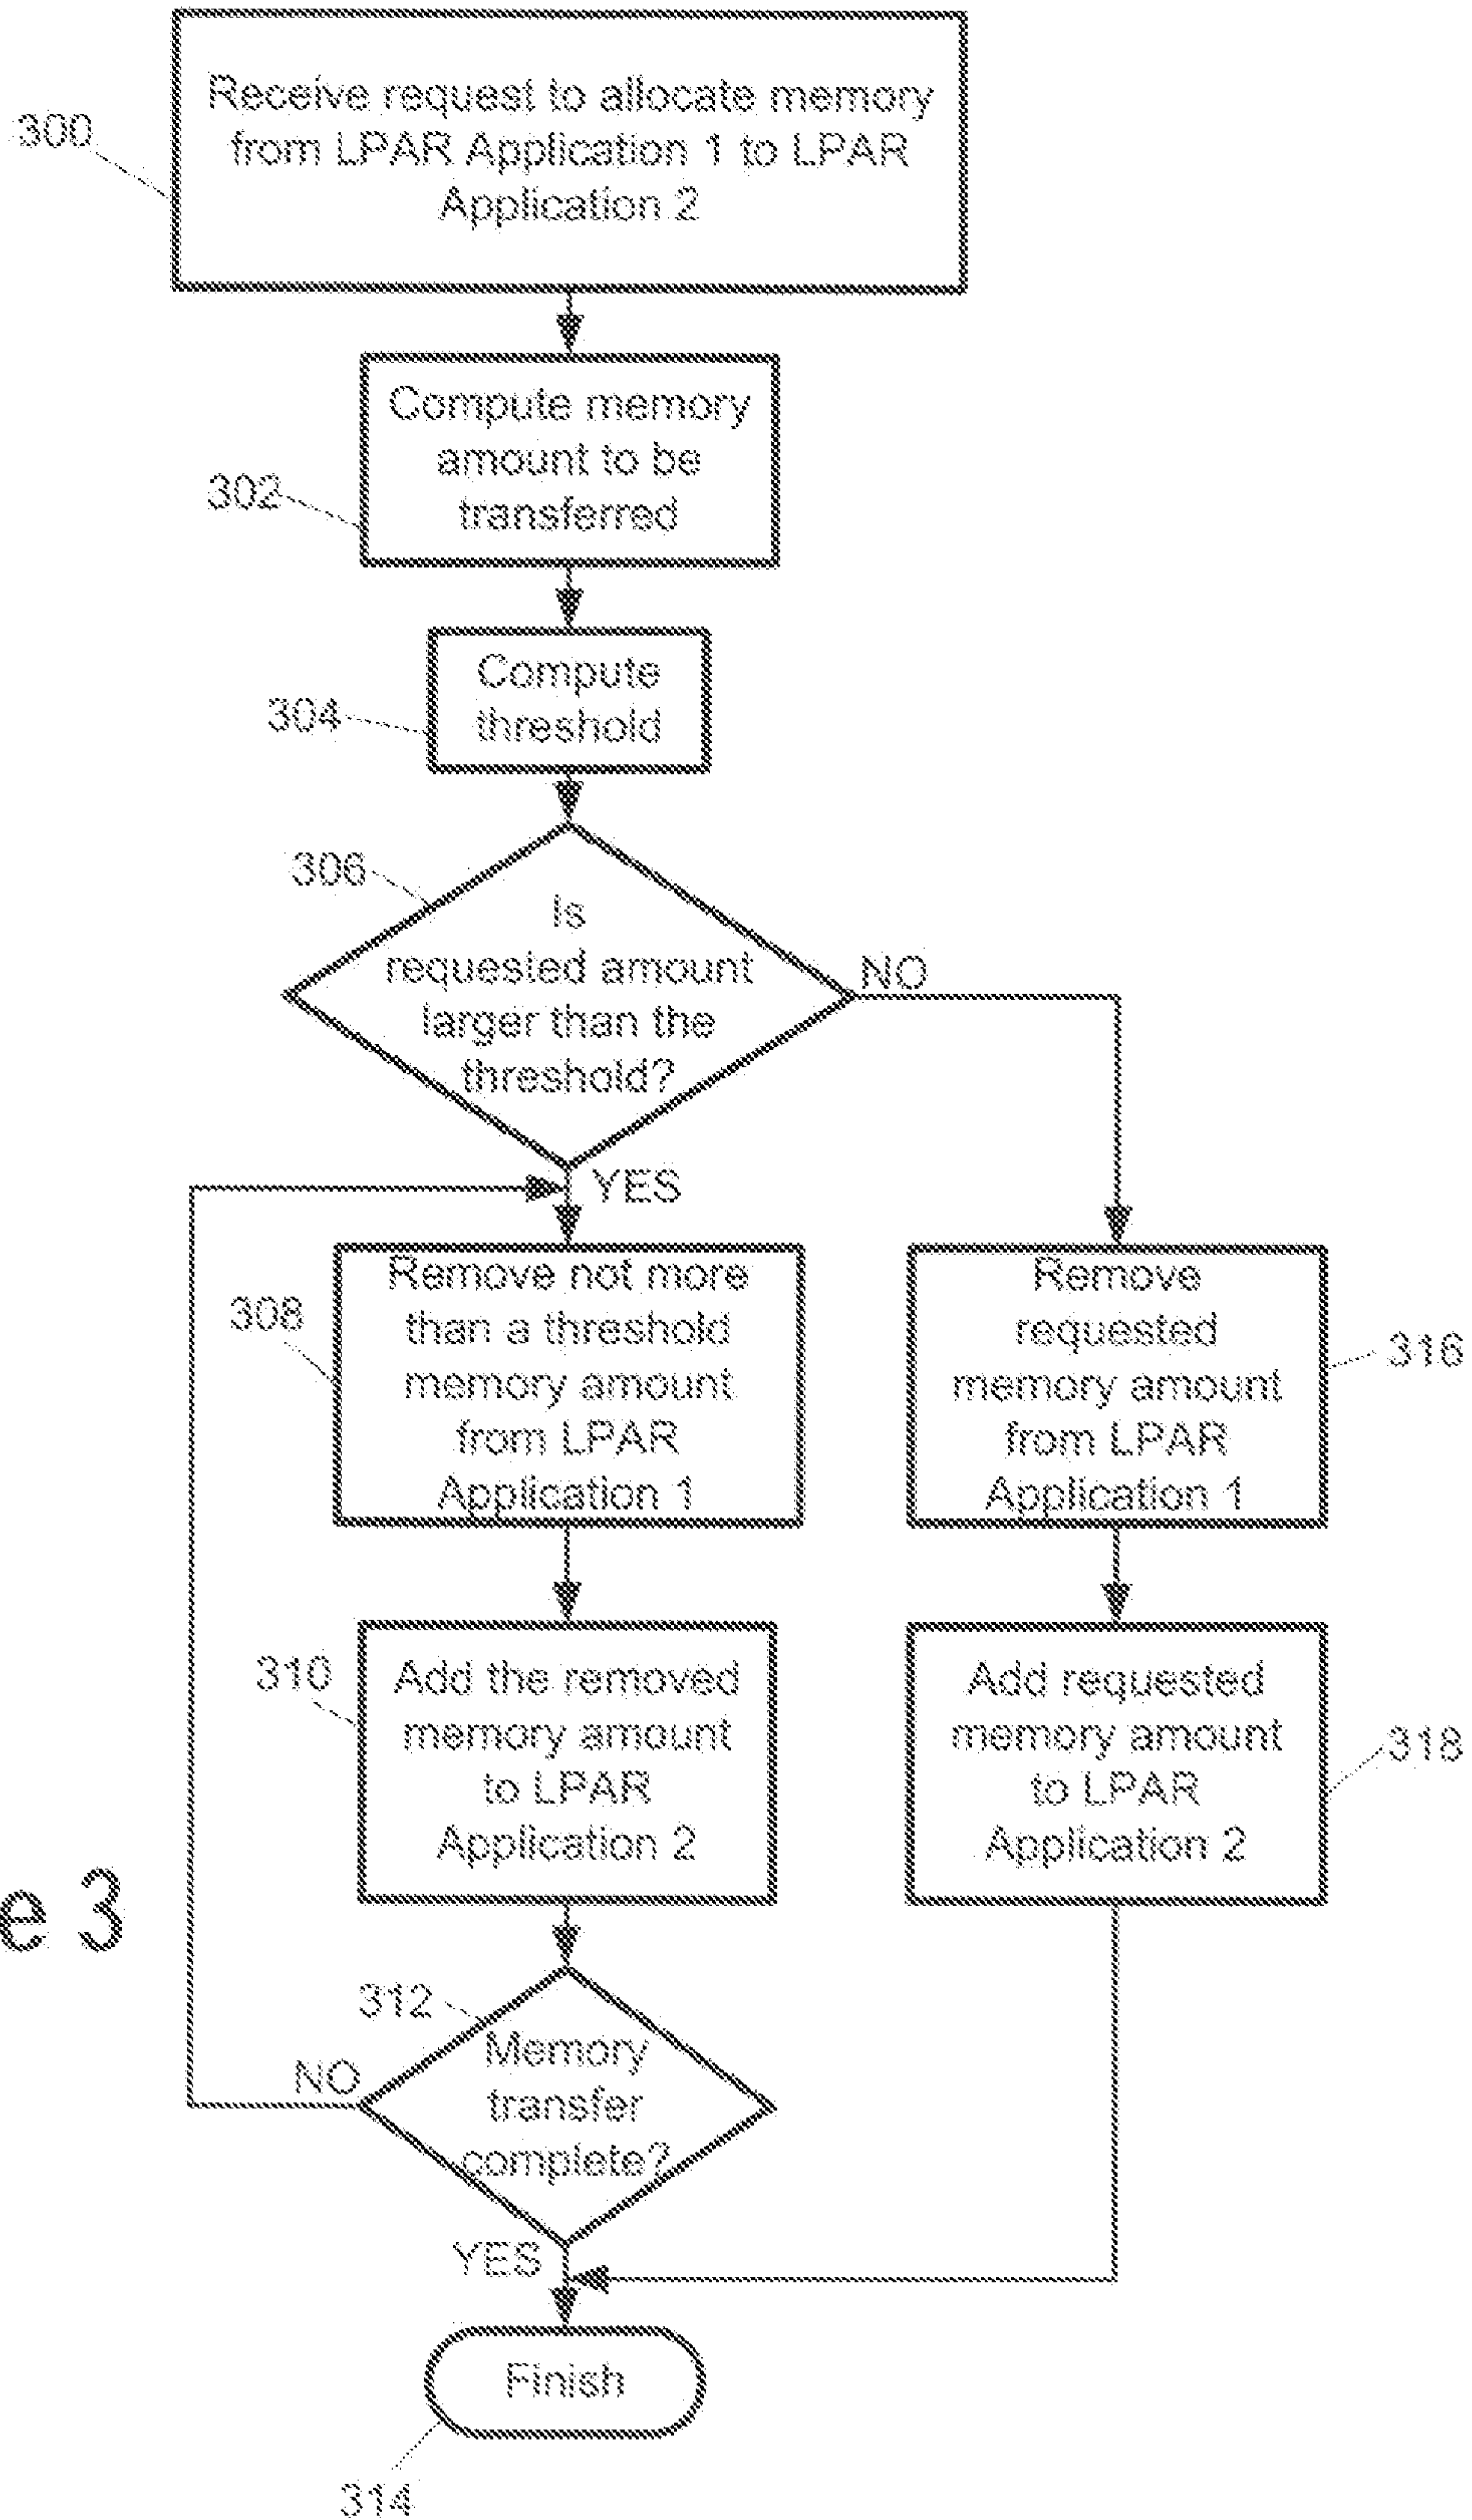 300
Receive request to allocate memory
from LPAR Application 1 to LPAR
Application 2
302
Compute memory
amount to be
transferred
304
Compute
threshold
306
Is
requested amount
larger than the
threshold?
NO
YES
308
Remove not more
than a threshold
memory amount
from LPAR
Application 1
Remove
requested
memory amount
from LPAR
Application 1
316
310
Add the removed
memory amount
to LPAR
Application 2
Add requested
memory amount
to LPAR
Application 2
318
e 3
312
Memory
transfer
complete?
NO
YES
Finish
314